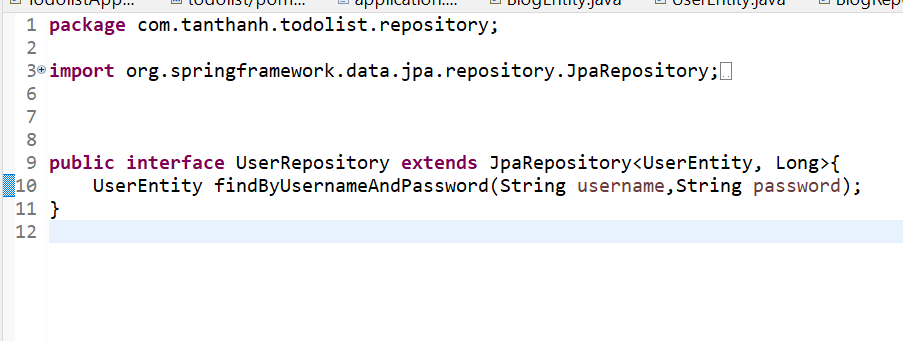 TodolistApp... todolist/pom... application.... BlogEntity.java UserEntity.java BlogRep
1 package com.tanthanh.todolist.repository;
2
3 import org.springframework.data.jpa.repository.JpaRepository;
6
7
8
9 public interface UserRepository extends JpaRepository<UserEntity, Long>{
10 UserEntity findByUsernameAndPassword(String username,String password);
11 }
12